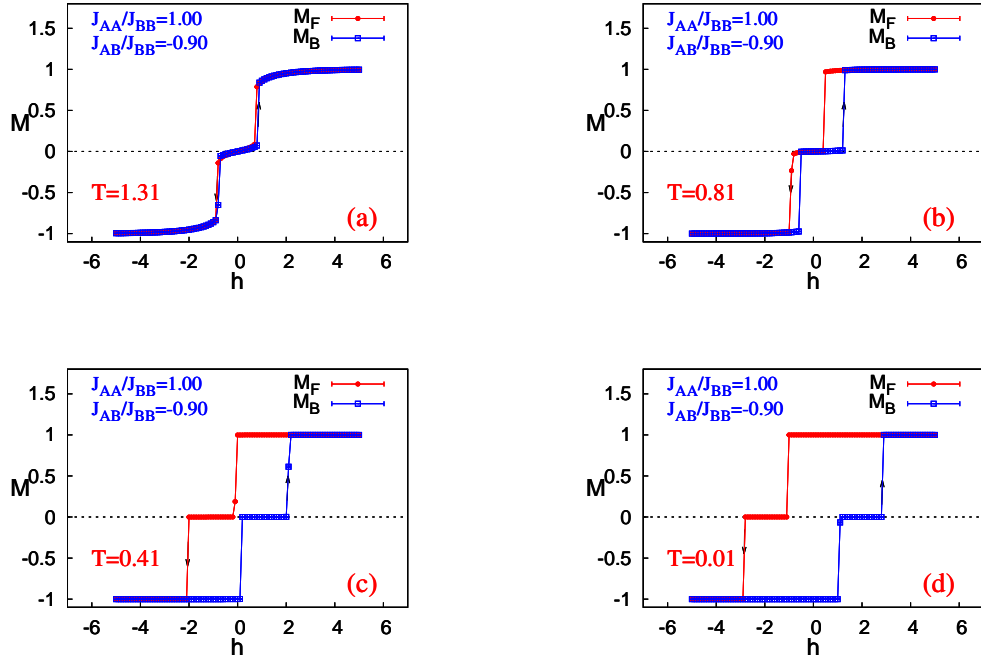 J_AA/J_BB=1.00
J_AB/J_BB=-0.90
M_F
M_B
1.5
1
0.5
0
-0.5
-1
M
T=1.31
(a)
-6 -4 -2 0 2 4 6
h
J_AA/J_BB=1.00
J_AB/J_BB=-0.90
M_F
M_B
1.5
1
0.5
0
-0.5
-1
M
T=0.81
(b)
-6 -4 -2 0 2 4 6
h
J_AA/J_BB=1.00
J_AB/J_BB=-0.90
M_F
M_B
1.5
1
0.5
0
-0.5
-1
M
T=0.41
(c)
-6 -4 -2 0 2 4 6
h
J_AA/J_BB=1.00
J_AB/J_BB=-0.90
M_F
M_B
1.5
1
0.5
0
-0.5
-1
M
T=0.01
(d)
-6 -4 -2 0 2 4 6
h